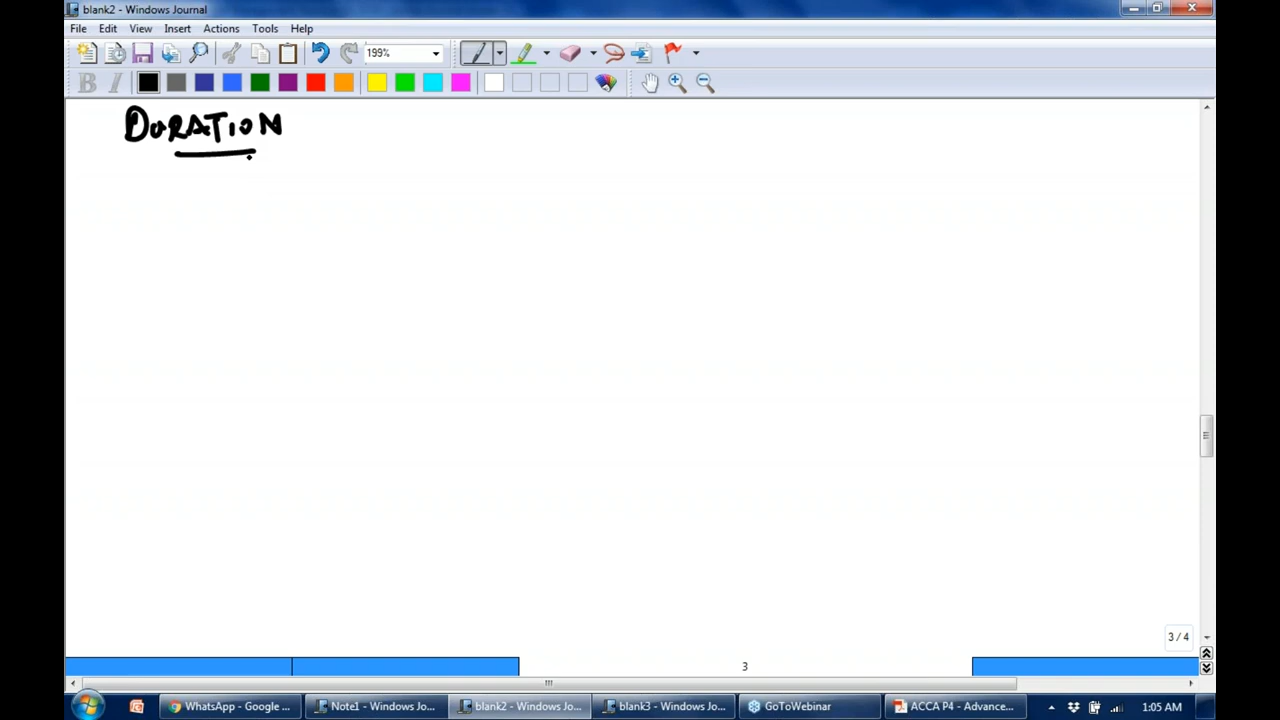 blank2 - Windows Journal
File Edit View Insert Actions Tools Help
199%
B I
DURATION
3 / 4
3
WhatsApp - Google ... Note1 - Windows Jo... blank2 - Windows Jo... blank3 - Windows Jo... GoToWebinar ACCA P4 - Advance... 1:05 AM